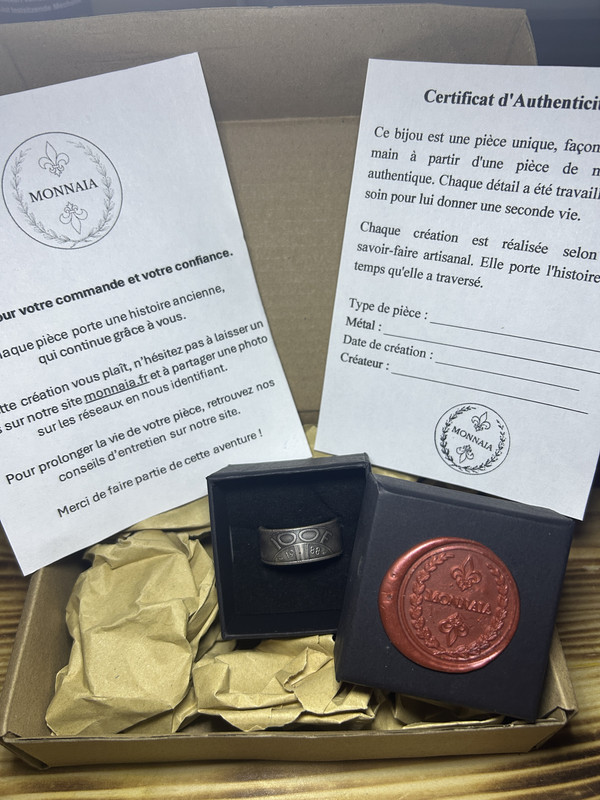 MONNAIA
our votre commande et votre confiance.
haque pièce porte une histoire ancienne,
qui continue grâce à vous.
tte création vous plaît, n'hésitez pas à laisser un
s sur notre site monnaia.fr et à partager une photo
sur les réseaux en nous identifiant.
Pour prolonger la vie de votre pièce, retrouvez nos
conseils d'entretien sur notre site.
Merci de faire partie de cette aventure !
Certificat d'Authenticit
Ce bijou est une pièce unique, façon
main à partir d'une pièce de m
authentique. Chaque détail a été travaill
soin pour lui donner une seconde vie.
Chaque création est réalisée selon
savoir-faire artisanal. Elle porte l'histoire
temps qu'elle a traversé.
Type de pièce :
Métal :
Date de création :
Créateur :
MONNAIA
100F
MONNAIA